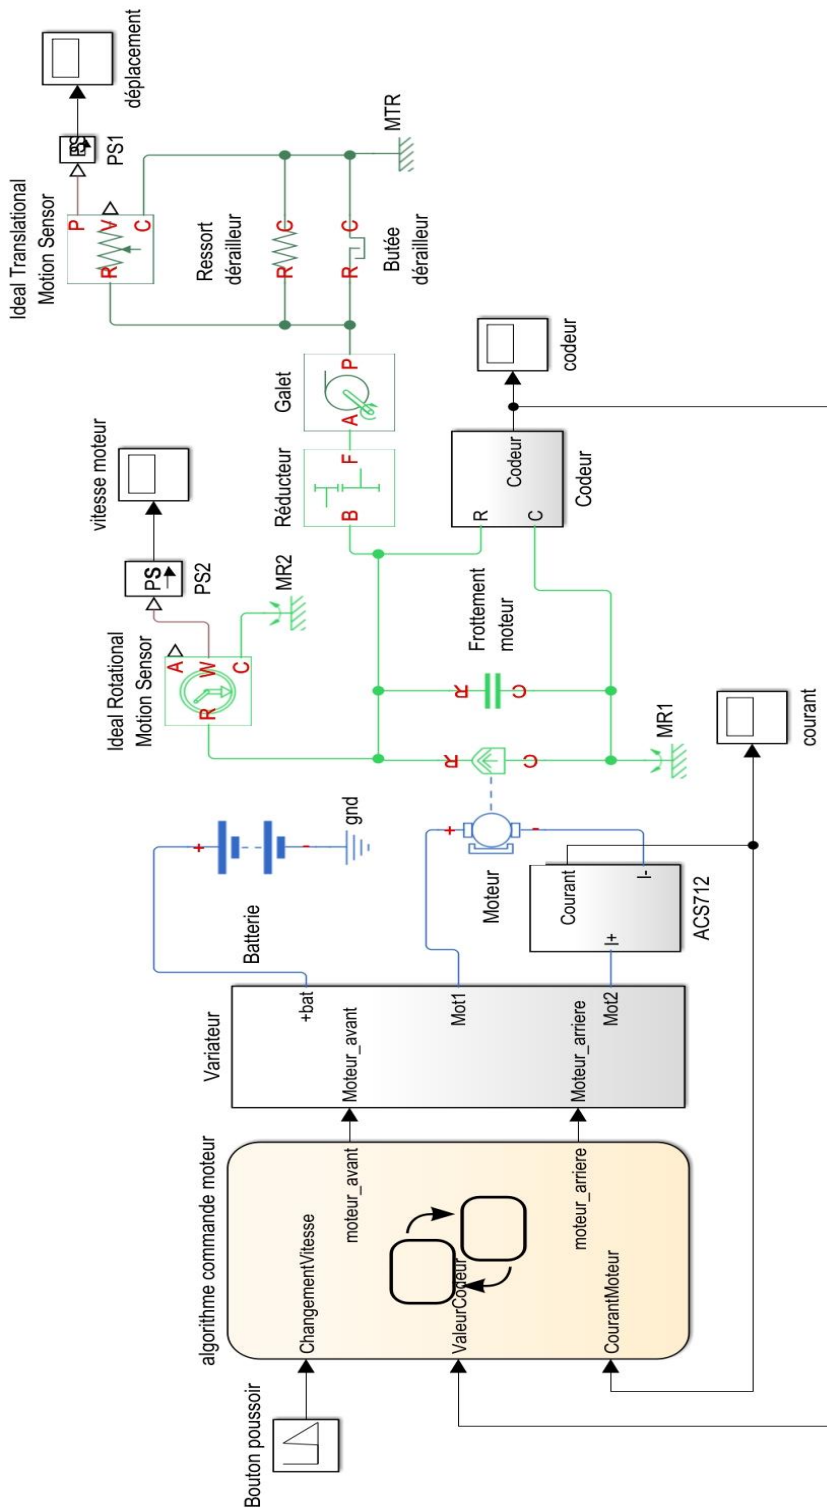 Bouton poussoir
algorithme commande moteur
ChangementVitesse
ValeurCodeur
CourantMoteur
moteur_avant
moteur_arriere
Variateur
Moteur_avant
Moteur_arriere
+bat
Mot1
Mot2
Batterie
+
-
gnd
Moteur
+
-
ACS712
I+
I-
Courant
courant
Ideal Rotational
Motion Sensor
R
A
W
C
PS
PS2
vitesse moteur
MR2
R
C
MR1
Frottement
moteur
R
C
Réducteur
B
F
Galet
A
P
Codeur
R
C
Codeur
codeur
Ideal Translational
Motion Sensor
R
P
V
C
PS
PS1
déplacement
Ressort
dérailleur
R
C
Butée
dérailleur
R
C
MTR